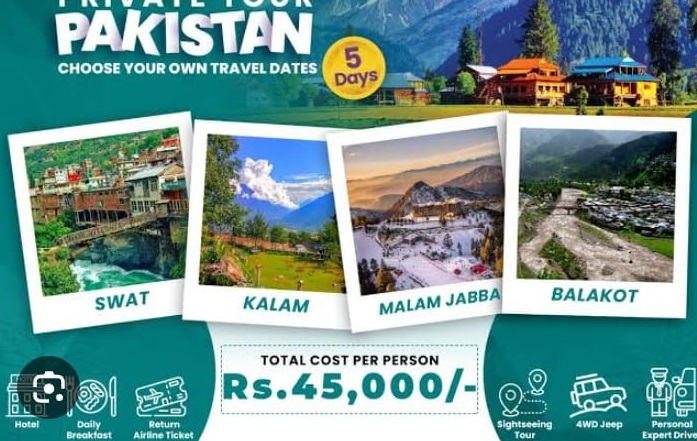 PRIVATE TOUR
PAKISTAN
CHOOSE YOUR OWN TRAVEL DATES
5
Days
SWAT
KALAM
MALAM JABBA
BALAKOT
TOTAL COST PER PERSON
Rs.45,000/-
Hotel
Daily
Breakfast
Return
Airline Ticket
Sightseeing
Tour
4WD Jeep
Personal
Expert Drive